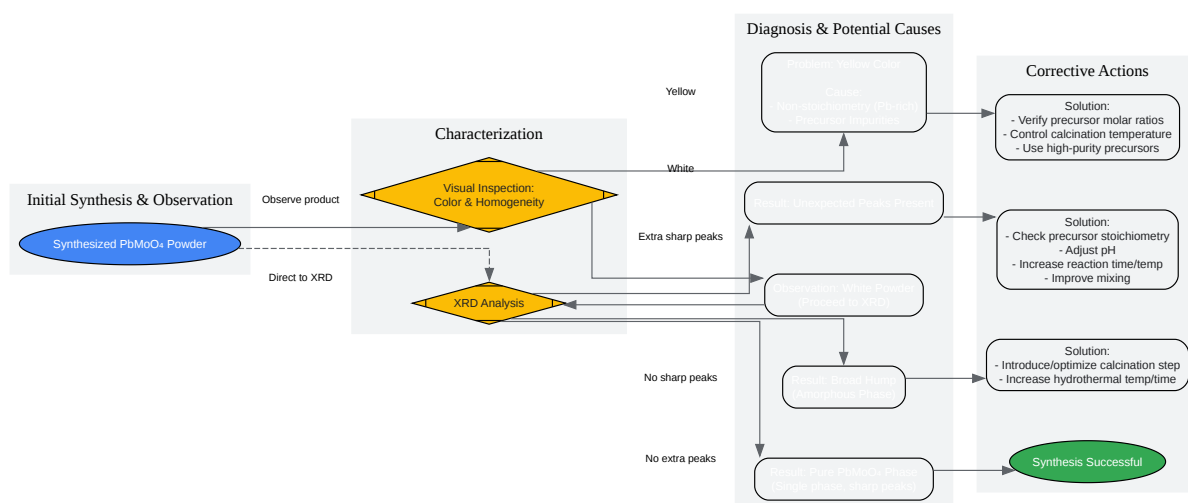 Initial Synthesis & Observation
Synthesized PbMoO₄ Powder
Observe product
Direct to XRD
Characterization
Visual Inspection:
Color & Homogeneity
XRD Analysis
Yellow
White
Extra sharp peaks
No sharp peaks
No extra peaks
Diagnosis & Potential Causes
Problem: Yellow Color
Cause:
- Non-stoichiometry (Pb-rich)
- Precursor Impurities
Result: Unexpected Peaks Present
Observation: White Powder
(Proceed to XRD)
Result: Broad Hump
(Amorphous Phase)
Result: Pure PbMoO₄ Phase
(Single phase, sharp peaks)
Corrective Actions
Solution:
- Verify precursor molar ratios
- Control calcination temperature
- Use high-purity precursors
Solution:
- Check precursor stoichiometry
- Adjust pH
- Increase reaction time/temp
- Improve mixing
Solution:
- Introduce/optimize calcination step
- Increase hydrothermal temp/time
Synthesis Successful